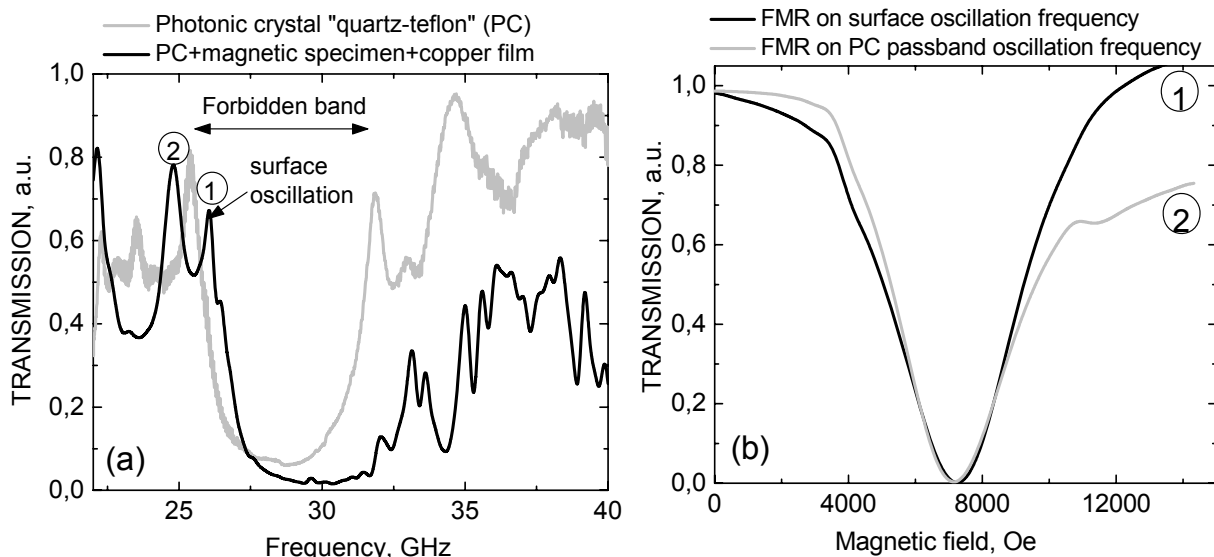 Photonic crystal "quartz-teflon" (PC)
PC+magnetic specimen+copper film
1,0
0,8
0,6
0,4
0,2
0,0
TRANSMISSION, a.u.
Forbidden band
2
1
surface
oscillation
(a)
25
30
35
40
Frequency, GHz
FMR on surface oscillation frequency
FMR on PC passband oscillation frequency
1,0
0,8
0,6
0,4
0,2
0,0
TRANSMISSION, a.u.
1
2
(b)
0
4000
8000
12000
Magnetic field, Oe